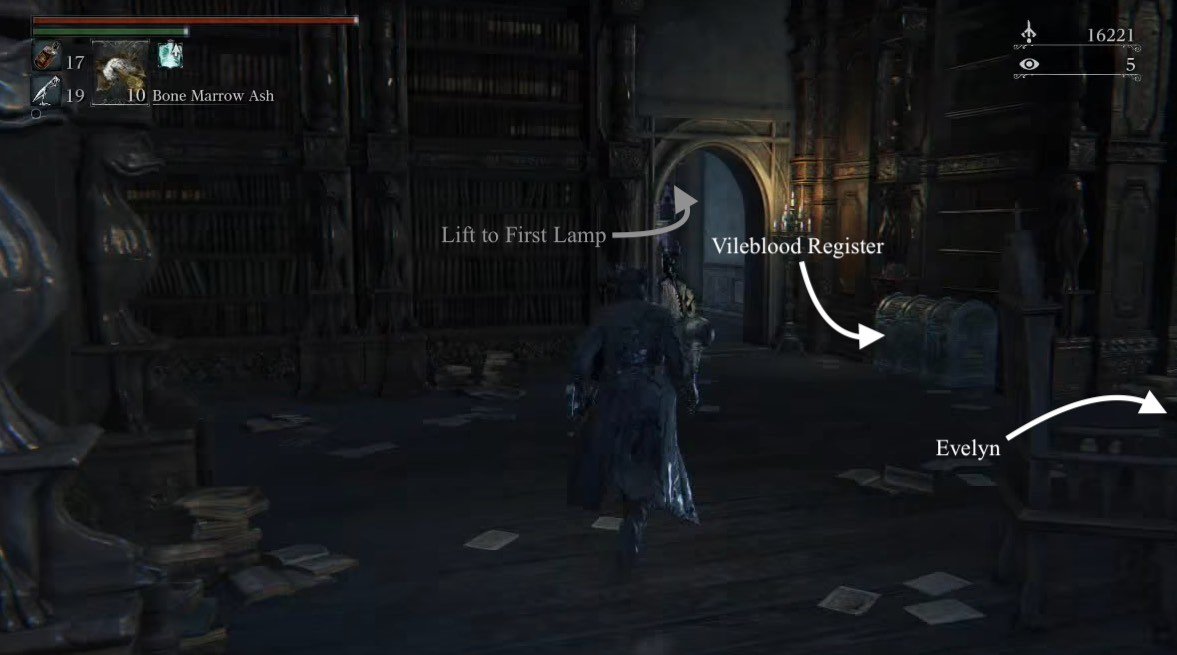 17
19
10 Bone Marrow Ash
16221
5
Lift to First Lamp
Vileblood Register
Evelyn